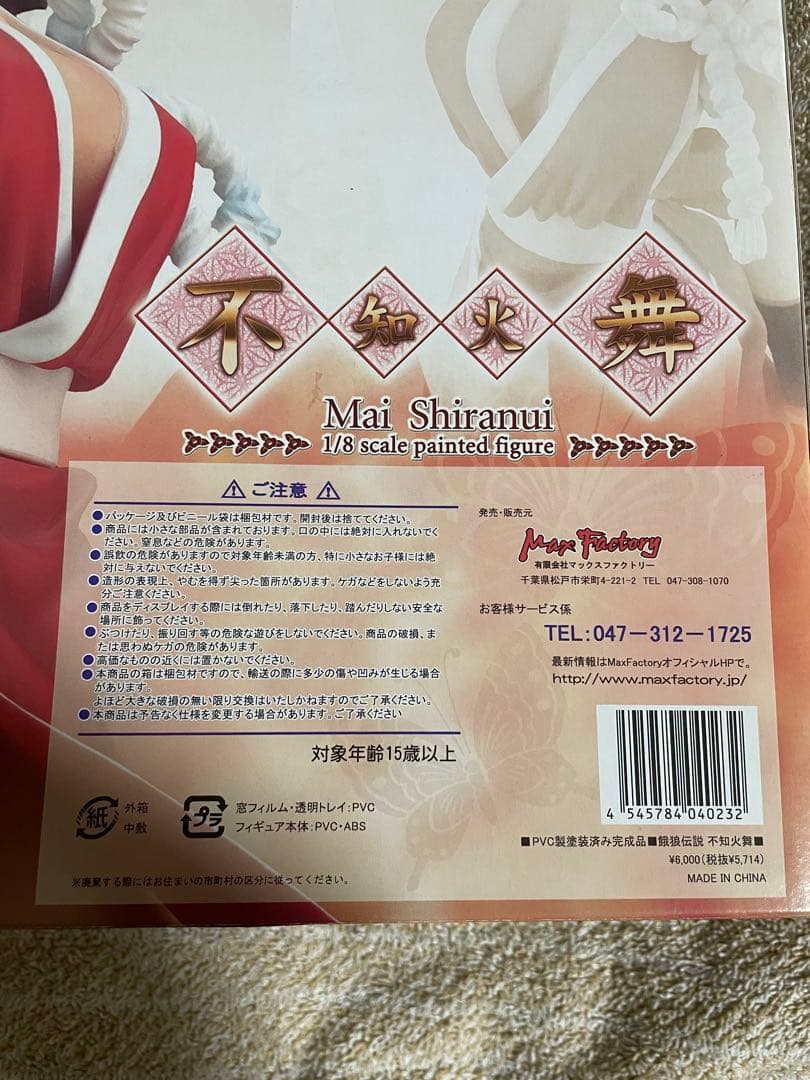 不知火舞
Mai Shiranui
1/8 scale painted figure
ご注意
●パッケージ及びビニール袋は梱包材です。開封後は捨ててください。
●商品には小さな部品が含まれております。口の中には絶対に入れないでく
ださい。窒息などの危険があります。
●誤飲の危険がありますので対象年齢未満の方、特に小さなお子様には絶
対に与えないでください。
●造形の表現上、やむを得ず尖った箇所があります。ケガなどをしないよう充
分ご注意ください。
●商品をディスプレイする際には倒れたり、落下したり、踏んだりしない安全な
場所に飾ってください。
●ぶつけたり、振り回す等の危険な遊びをしないでください。商品の破損、ま
たは思わぬケガの危険があります。
●高価なものの近くには置かないでください。
●本商品の箱は梱包材ですので、輸送の際に多少の傷や凹みが生じる場合
があります。
よほど大きな破損の無い限り交換はいたしかねますのでご了承ください。
●本商品は予告なく仕様を変更する場合があります。ご了承ください
対象年齢15歳以上
紙
外箱
中敷
プラ
窓フィルム・透明トレイ:PVC
フィギュア本体:PVC・ABS
※廃棄する際にはお住まいの市町村の区分に従ってください。
発売・販売元
Max Factory
有限会社マックスファクトリー
千葉県松戸市栄町4-221-2 TEL 047-308-1070
お客様サービス係
TEL:047-312-1725
最新情報はMaxFactoryオフィシャルHPで。
http://www.maxfactory.jp/
4 545784 040232
■PVC製塗装済み完成品■餓狼伝説 不知火舞■
¥6,000(税抜¥5,714)
MADE IN CHINA